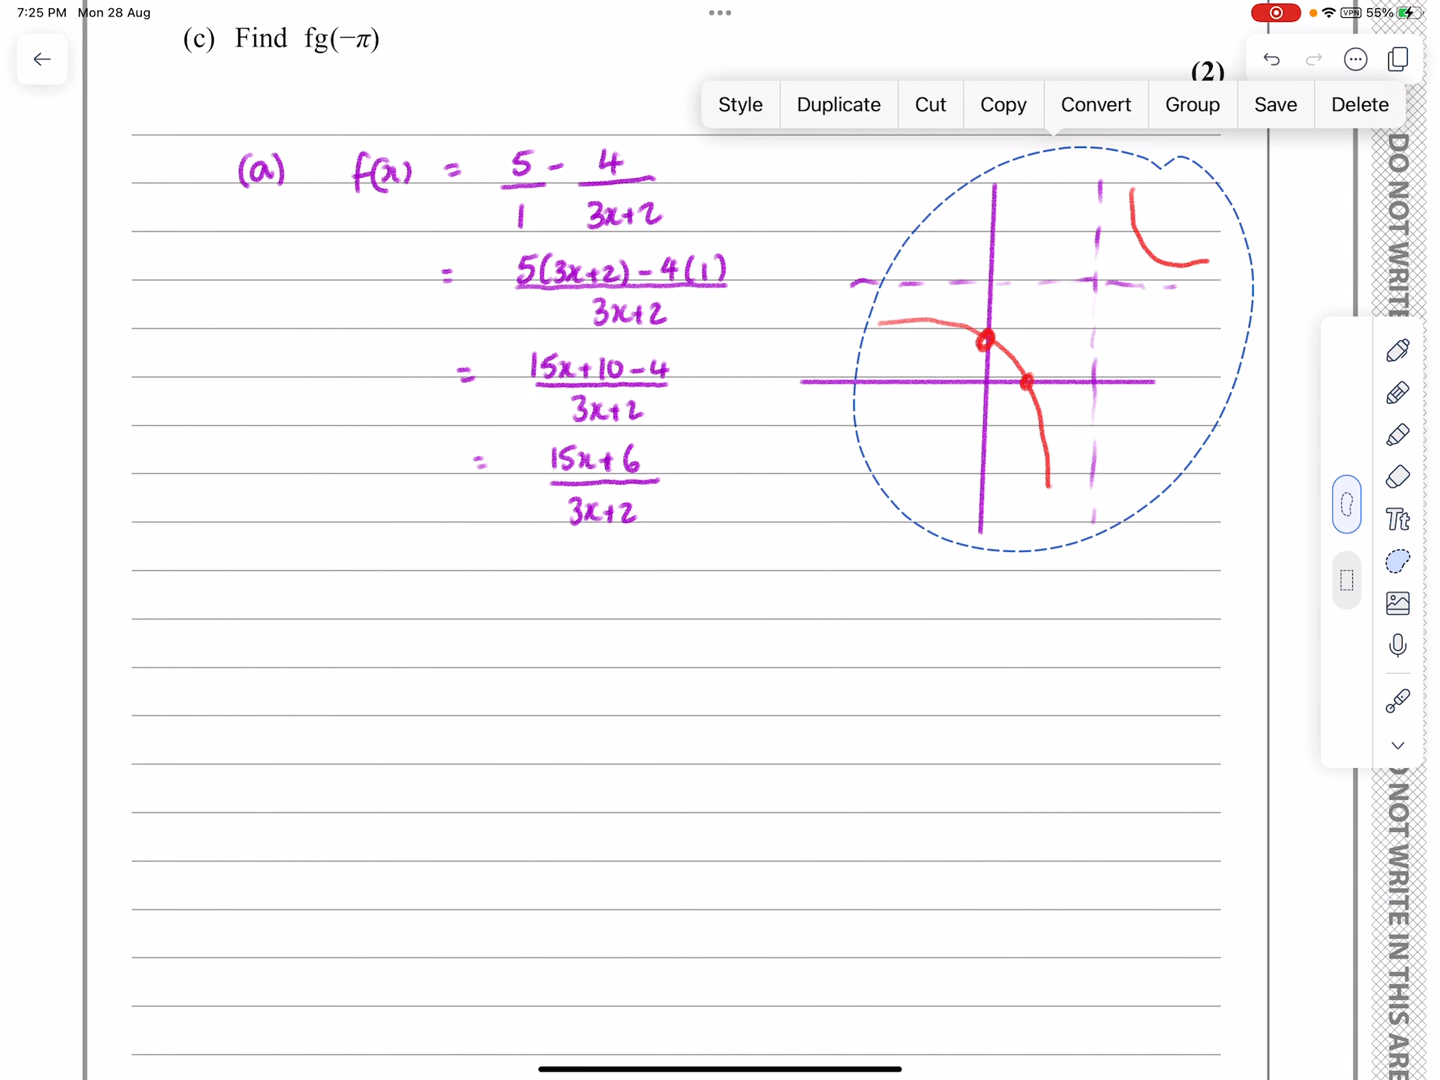 7:25 PM Mon 28 Aug
VPN 55%
(c) Find fg(−π)
(2)
Style Duplicate Cut Copy Convert Group Save Delete
(a) f(x) = 5/1 - 4/3x+2
= 5(3x+2)-4(1)/3x+2
= 15x+10-4/3x+2
= 15x+6/3x+2
Tt
DO NOT WRITE
O NOT WRITE IN THIS ARE